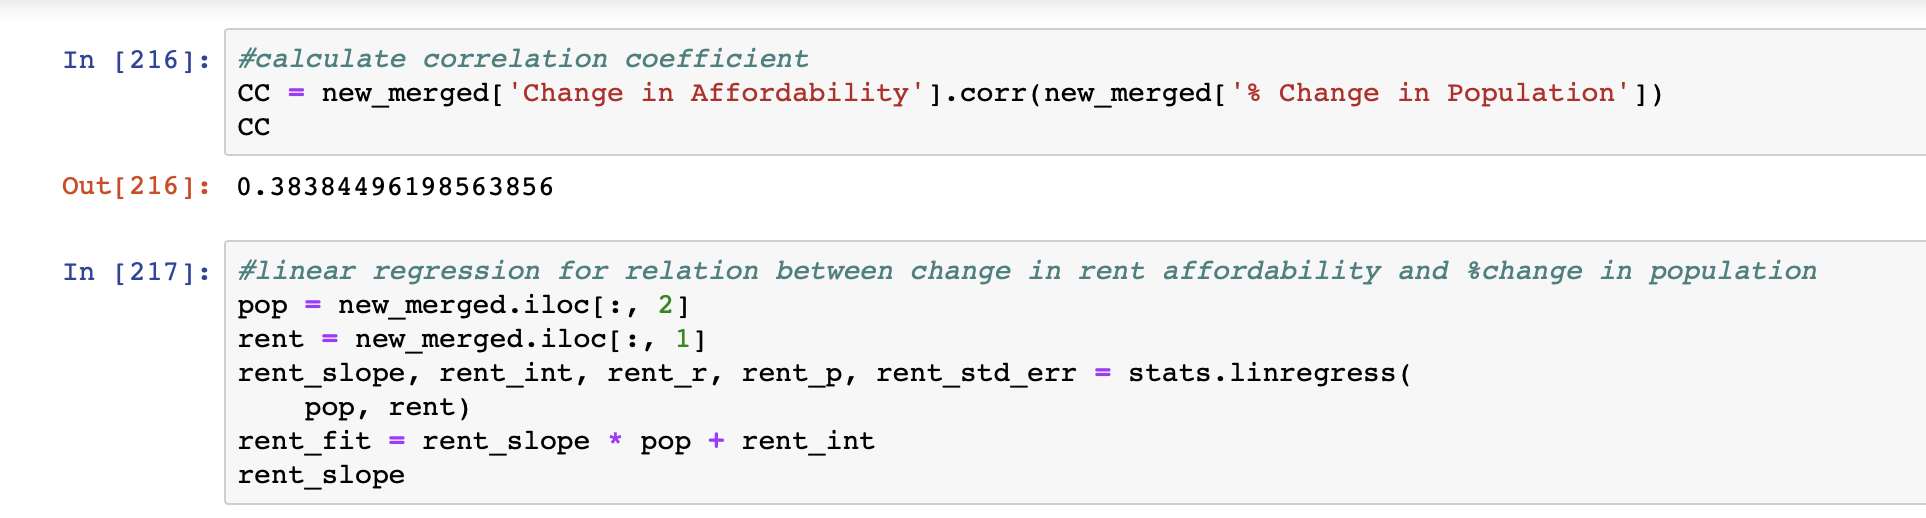 In [216]: #calculate correlation coefficient
CC = new_merged['Change in Affordability'].corr(new_merged['% Change in Population'])
CC
Out[216]: 0.38384496198563856
In [217]: #linear regression for relation between change in rent affordability and %change in population
pop = new_merged.iloc[:, 2]
rent = new_merged.iloc[:, 1]
rent_slope, rent_int, rent_r, rent_p, rent_std_err = stats.linregress(
    pop, rent)
rent_fit = rent_slope * pop + rent_int
rent_slope